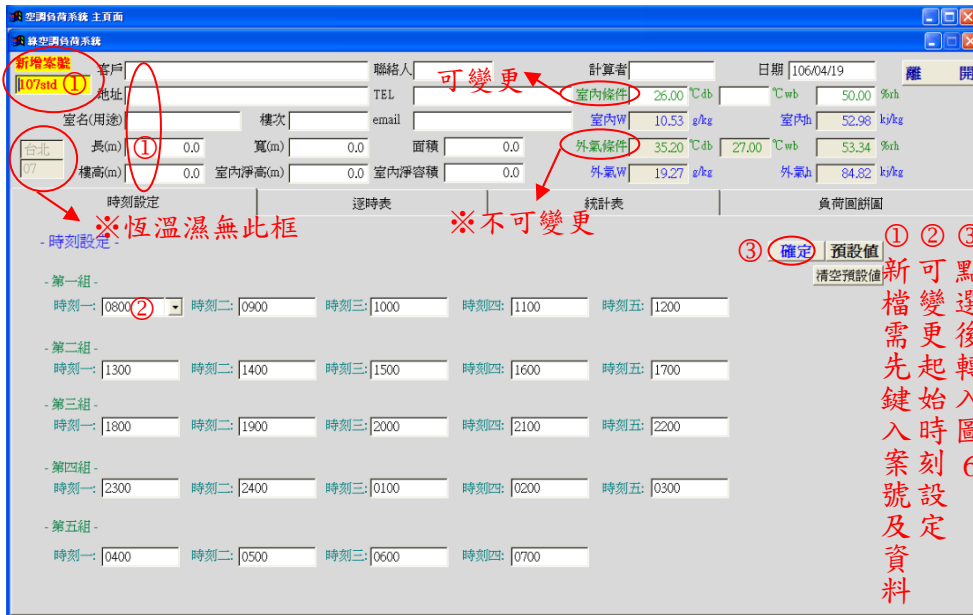 空調負荷系統 主頁面
綠空調負荷系統
新增案號 客戶 聯絡人 可變更 計算者 日期 106/04/19 離 開
107std ① 地址 TEL 室內條件 26.00 ℃db ℃wb 50.00 %rh
室名(用途) 樓次 email 室內W 10.53 g/kg 室內h 52.98 kj/kg
台北 長(m) ① 0.0 寬(m) 0.0 面積 0.0 外氣條件 35.20 ℃db 27.00 ℃wb 53.34 %rh
07 樓高(m) 0.0 室內淨高(m) 0.0 室內淨容積 0.0 外氣W 19.27 g/kg 外氣h 84.82 kj/kg
時刻設定 逐時表 統計表 負荷圓餅圖
※恆溫濕無此框 ※不可變更
- 時刻設定 - ③ 確定 預設值
清空預設值
- 第一組 -
時刻一: 0800 ② 時刻二: 0900 時刻三: 1000 時刻四: 1100 時刻五: 1200
- 第二組 -
時刻一: 1300 時刻二: 1400 時刻三: 1500 時刻四: 1600 時刻五: 1700
- 第三組 -
時刻一: 1800 時刻二: 1900 時刻三: 2000 時刻四: 2100 時刻五: 2200
- 第四組 -
時刻一: 2300 時刻二: 2400 時刻三: 0100 時刻四: 0200 時刻五: 0300
- 第五組 -
時刻一: 0400 時刻二: 0500 時刻三: 0600 時刻四: 0700
①新檔需先鍵入案號及資料
②可變更起始時刻設定
③點選後轉入圖6